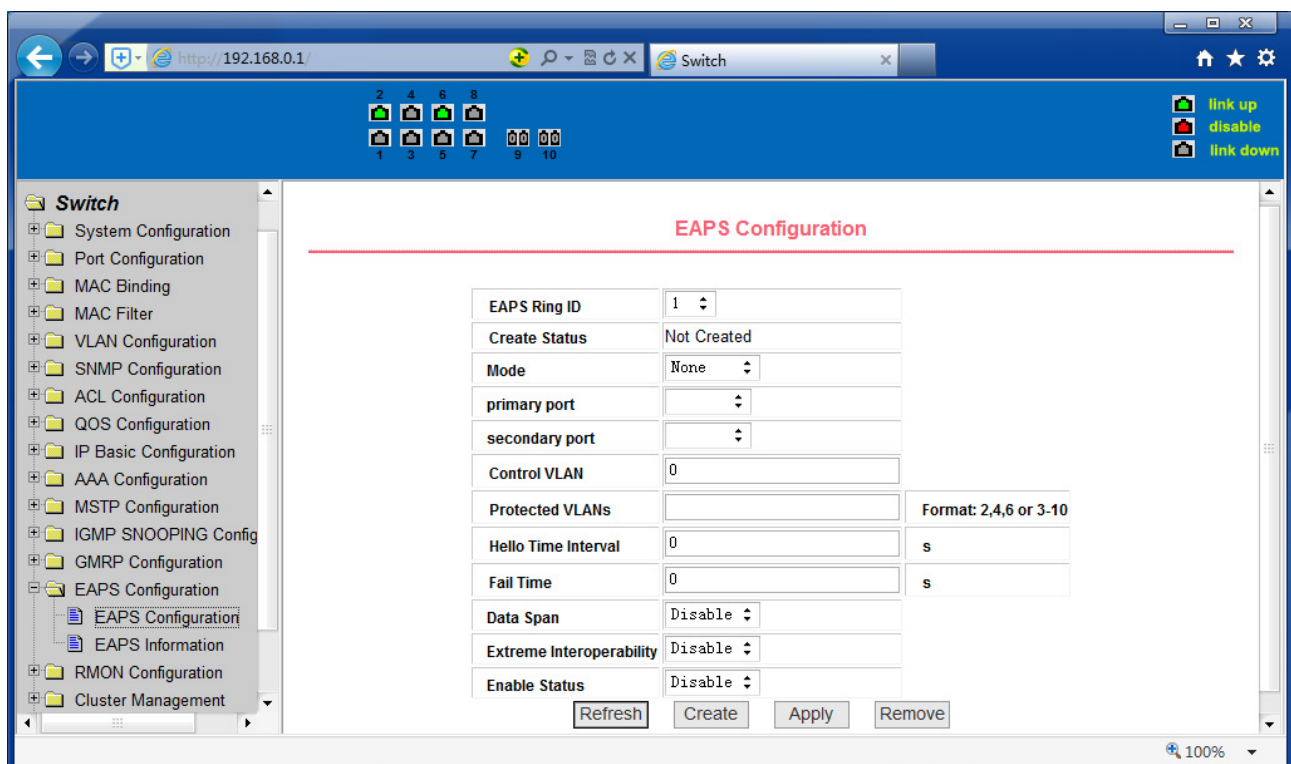 http://192.168.0.1/
Switch
2 4 6 8
1 3 5 7 9 10
link up
disable
link down
Switch
System Configuration
Port Configuration
MAC Binding
MAC Filter
VLAN Configuration
SNMP Configuration
ACL Configuration
QOS Configuration
IP Basic Configuration
AAA Configuration
MSTP Configuration
IGMP SNOOPING Config
GMRP Configuration
EAPS Configuration
EAPS Configuration
EAPS Information
RMON Configuration
Cluster Management
EAPS Configuration
EAPS Ring ID 1
Create Status Not Created
Mode None
primary port
secondary port
Control VLAN 0
Protected VLANs Format: 2,4,6 or 3-10
Hello Time Interval 0 s
Fail Time 0 s
Data Span Disable
Extreme Interoperability Disable
Enable Status Disable
Refresh Create Apply Remove
100%